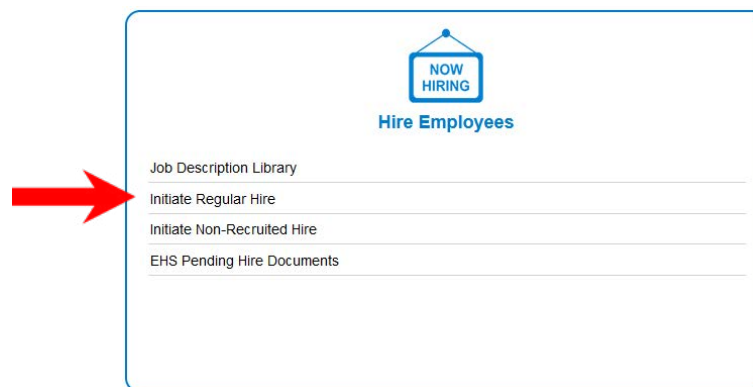 NOW
HIRING
Hire Employees
Job Description Library
Initiate Regular Hire
Initiate Non-Recruited Hire
EHS Pending Hire Documents